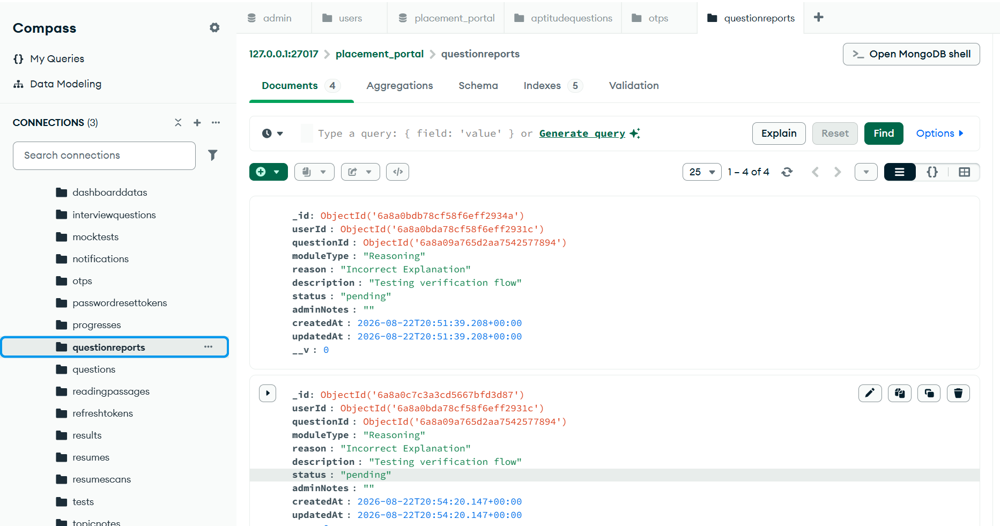 Compass
My Queries
Data Modeling
CONNECTIONS (3)
Search connections
dashboarddatas
interviewquestions
mocktests
notifications
otps
passwordresettokens
progresses
questionreports
questions
readingpassages
refreshtokens
results
resumes
resumescans
tests
topicnotes
admin
users
placement_portal
aptitudequestions
otps
questionreports
127.0.0.1:27017 > placement_portal > questionreports
>_ Open MongoDB shell
Documents 4
Aggregations
Schema
Indexes 5
Validation
Type a query: { field: 'value' } or Generate query
Explain
Reset
Find
Options
25
1 – 4 of 4
_id: ObjectId('6a8a0bdb78cf58f6eff2934a')
userId : ObjectId('6a8a0bda78cf58f6eff2931c')
questionId : ObjectId('6a8a09a765d2aa7542577894')
moduleType : "Reasoning"
reason : "Incorrect Explanation"
description : "Testing verification flow"
status : "pending"
adminNotes : ""
createdAt : 2026-08-22T20:51:39.208+00:00
updatedAt : 2026-08-22T20:51:39.208+00:00
__v : 0
_id: ObjectId('6a8a0c7c3a3cd5667bfd3d87')
userId : ObjectId('6a8a0bda78cf58f6eff2931c')
questionId : ObjectId('6a8a09a765d2aa7542577894')
moduleType : "Reasoning"
reason : "Incorrect Explanation"
description : "Testing verification flow"
status : "pending"
adminNotes : ""
createdAt : 2026-08-22T20:54:20.147+00:00
updatedAt : 2026-08-22T20:54:20.147+00:00